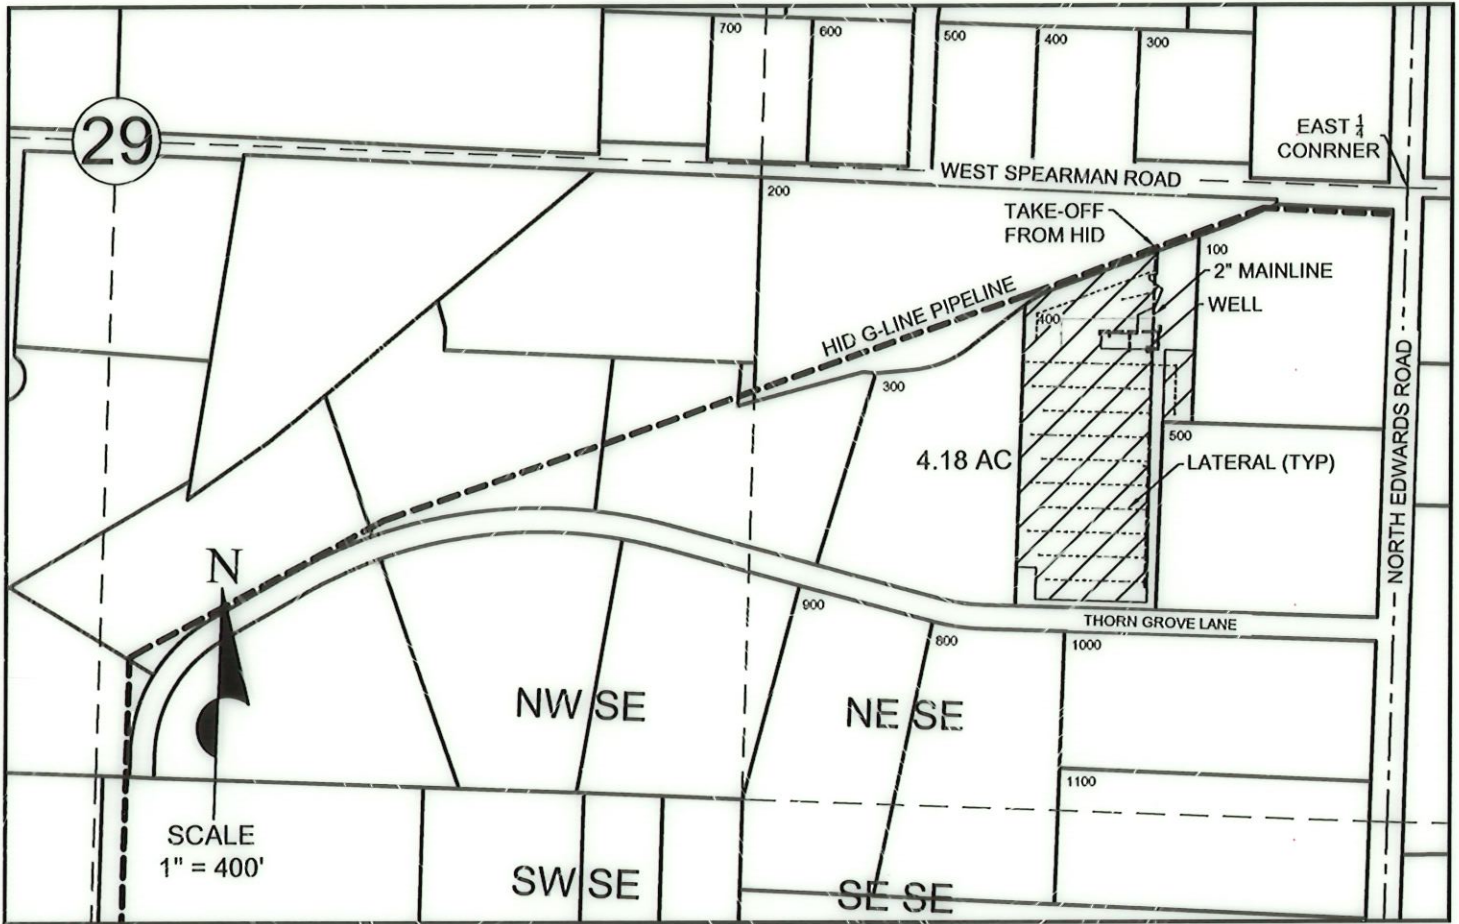 700
600
500
400
300
29
EAST 1/4
CONRNER
WEST SPEARMAN ROAD
200
TAKE-OFF
FROM HID
100
2" MAINLINE
HID G-LINE PIPELINE
WELL
400
300
NORTH EDWARDS ROAD
500
4.18 AC
LATERAL (TYP)
N
900
THORN GROVE LANE
800
1000
NW SE
NE SE
1100
SCALE
1" = 400'
SW SE
SE SE